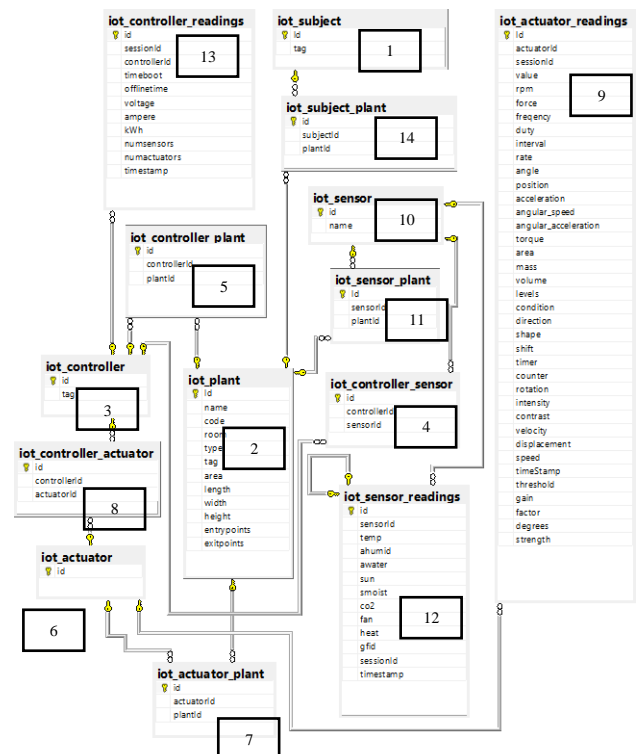 iot_controller_readings
id
sessionId
controllerId
timeboot
offlinetime
voltage
ampere
kWh
numsensors
numactuators
timestamp
13
iot_subject
Id
tag
1
iot_subject_plant
id
subjectId
plantId
14
iot_actuator_readings
Id
actuatorId
sessionId
value
rpm
force
freqency
duty
interval
rate
angle
position
acceleration
angular_speed
angular_acceleration
torque
area
mass
volume
levels
condition
direction
shape
shift
timer
counter
rotation
intensity
contrast
velocity
displacement
speed
timeStamp
threshold
gain
factor
degrees
strength
9
iot_sensor
id
name
10
iot_controller_plant
id
controllerId
plantId
5
iot_sensor_plant
Id
sensorId
plantId
11
iot_controller
id
tag
3
iot_plant
Id
name
code
room
type
tag
area
length
width
height
entrypoints
exitpoints
2
iot_controller_sensor
id
controllerId
sensorId
4
iot_controller_actuator
id
controllerId
actuatorId
8
iot_sensor_readings
id
sensorId
temp
ahumid
awater
sun
smoist
co2
fan
heat
gfid
sessionId
timestamp
12
iot_actuator
id
6
iot_actuator_plant
id
actuatorId
plantId
7